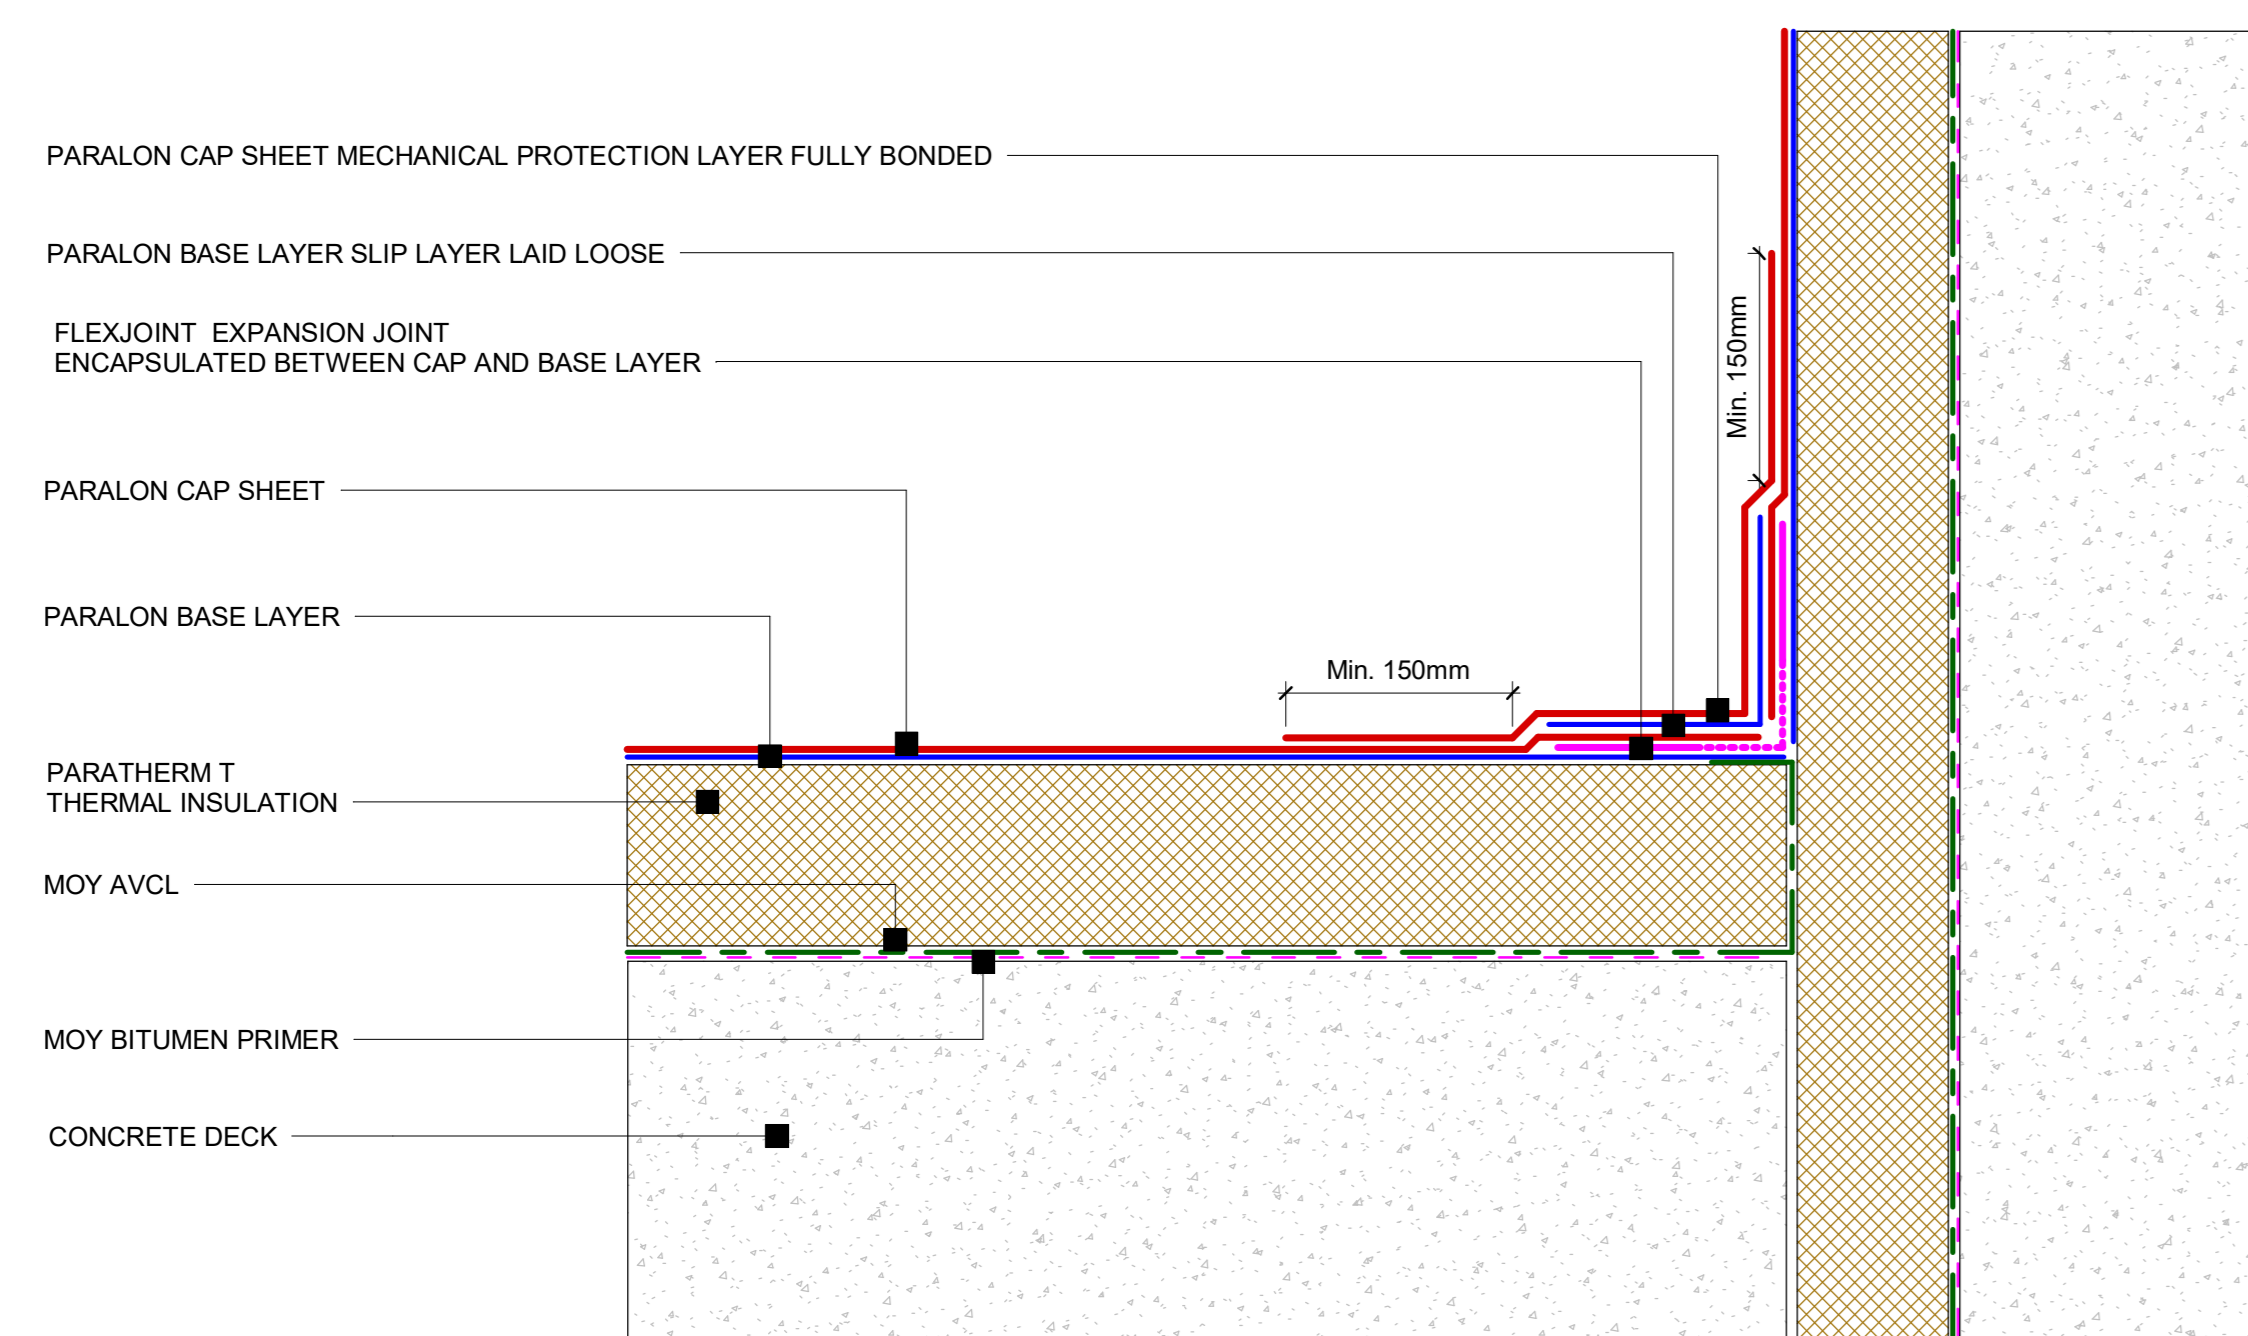 PARALON CAP SHEET MECHANICAL PROTECTION LAYER FULLY BONDED
PARALON BASE LAYER SLIP LAYER LAID LOOSE
FLEXJOINT EXPANSION JOINT
ENCAPSULATED BETWEEN CAP AND BASE LAYER
Min. 150mm
PARALON CAP SHEET
PARALON BASE LAYER
Min. 150mm
PARATHERM T
THERMAL INSULATION
MOY AVCL
MOY BITUMEN PRIMER
CONCRETE DECK